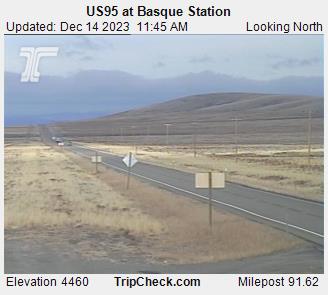 US95 at Basque Station
Updated: Dec 14 2023 11:45 AM Looking North
Elevation 4460 TripCheck.com Milepost 91.62